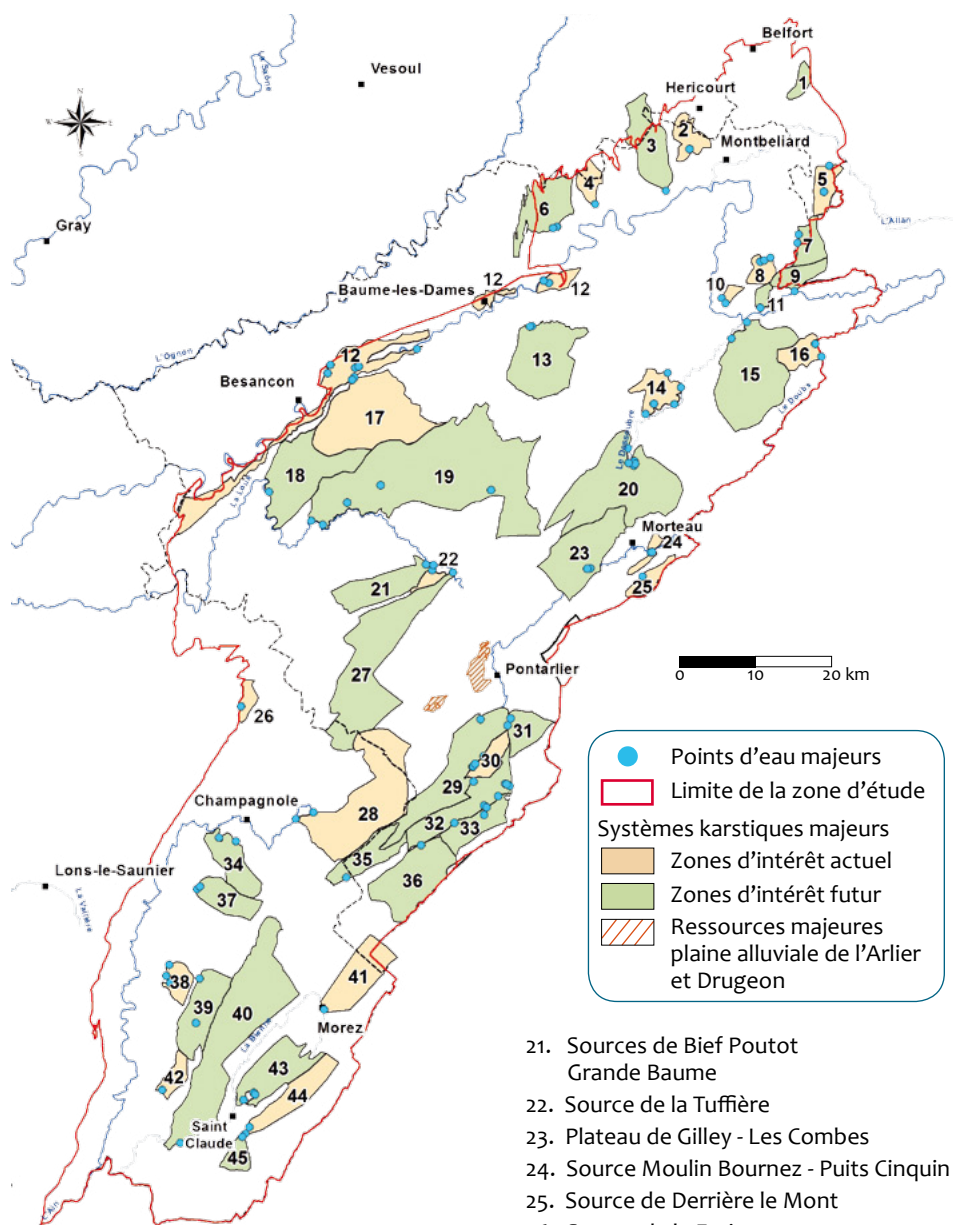 Belfort
La Saône
Vesoul
1
N
W
E
S
Hericourt
2
3
Montbeliard
4
5
6
Gray
L'Allan
7
8
9
12
12
10
Baume-les-Dames
11
L'Ognon
13
16
12
15
Besancon
14
Le Doubs
17
Le Dessoubre
18
19
20
La Loue
Morteau
24
22
23
25
21
27
Pontarlier
0 10 20 km
26
31
30
Points d'eau majeurs
29
Limite de la zone d'étude
Champagnole
28
32
33
Systèmes karstiques majeurs
35
34
Zones d'intérêt actuel
Lons-le-Saunier
36
La Vallière
37
Zones d'intérêt futur
Ressources majeures
plaine alluviale de l'Arlier
et Drugeon
38
41
39
40
Morez
La Bienne
42
43
44
Saint
Claude
45
L'Ain
21. Sources de Bief Poutot
Grande Baume
22. Source de la Tuffière
23. Plateau de Gilley - Les Combes
24. Source Moulin Bournez - Puits Cinquin
25. Source de Derrière le Mont